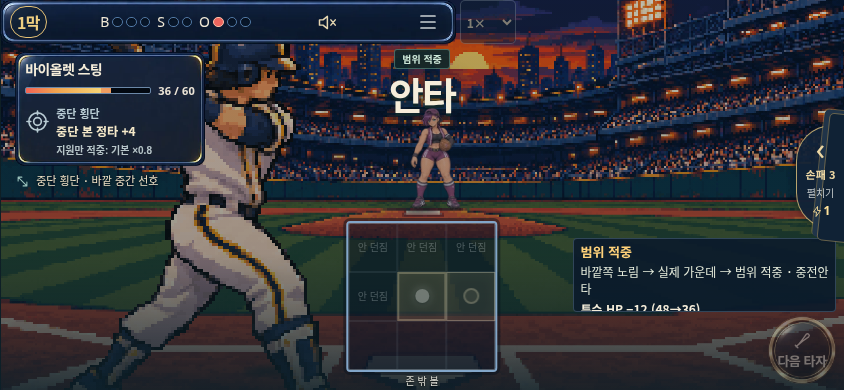 1막
B S O
1×
바이올렛 스팅
36 / 60
중단 횡단
중단 본 정타 +4
지원만 적중: 기본 ×0.8
중단 횡단 · 바깥 중간 선호
범위 적중
안타
손패 3
펼치기
1
안 던짐 안 던짐 안 던짐
안 던짐
존 밖 볼
범위 적중
바깥쪽 노림 → 실제 가운데 → 범위 적중 · 중전안
타
투수 HP −12 (48→36)
다음 타자